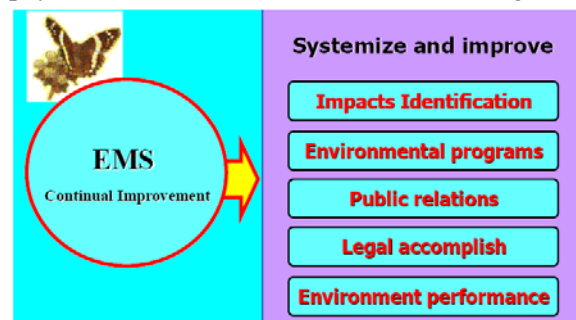 EMS
Continual Improvement
Systemize and improve
Impacts Identification
Environmental programs
Public relations
Legal accomplish
Environment performance